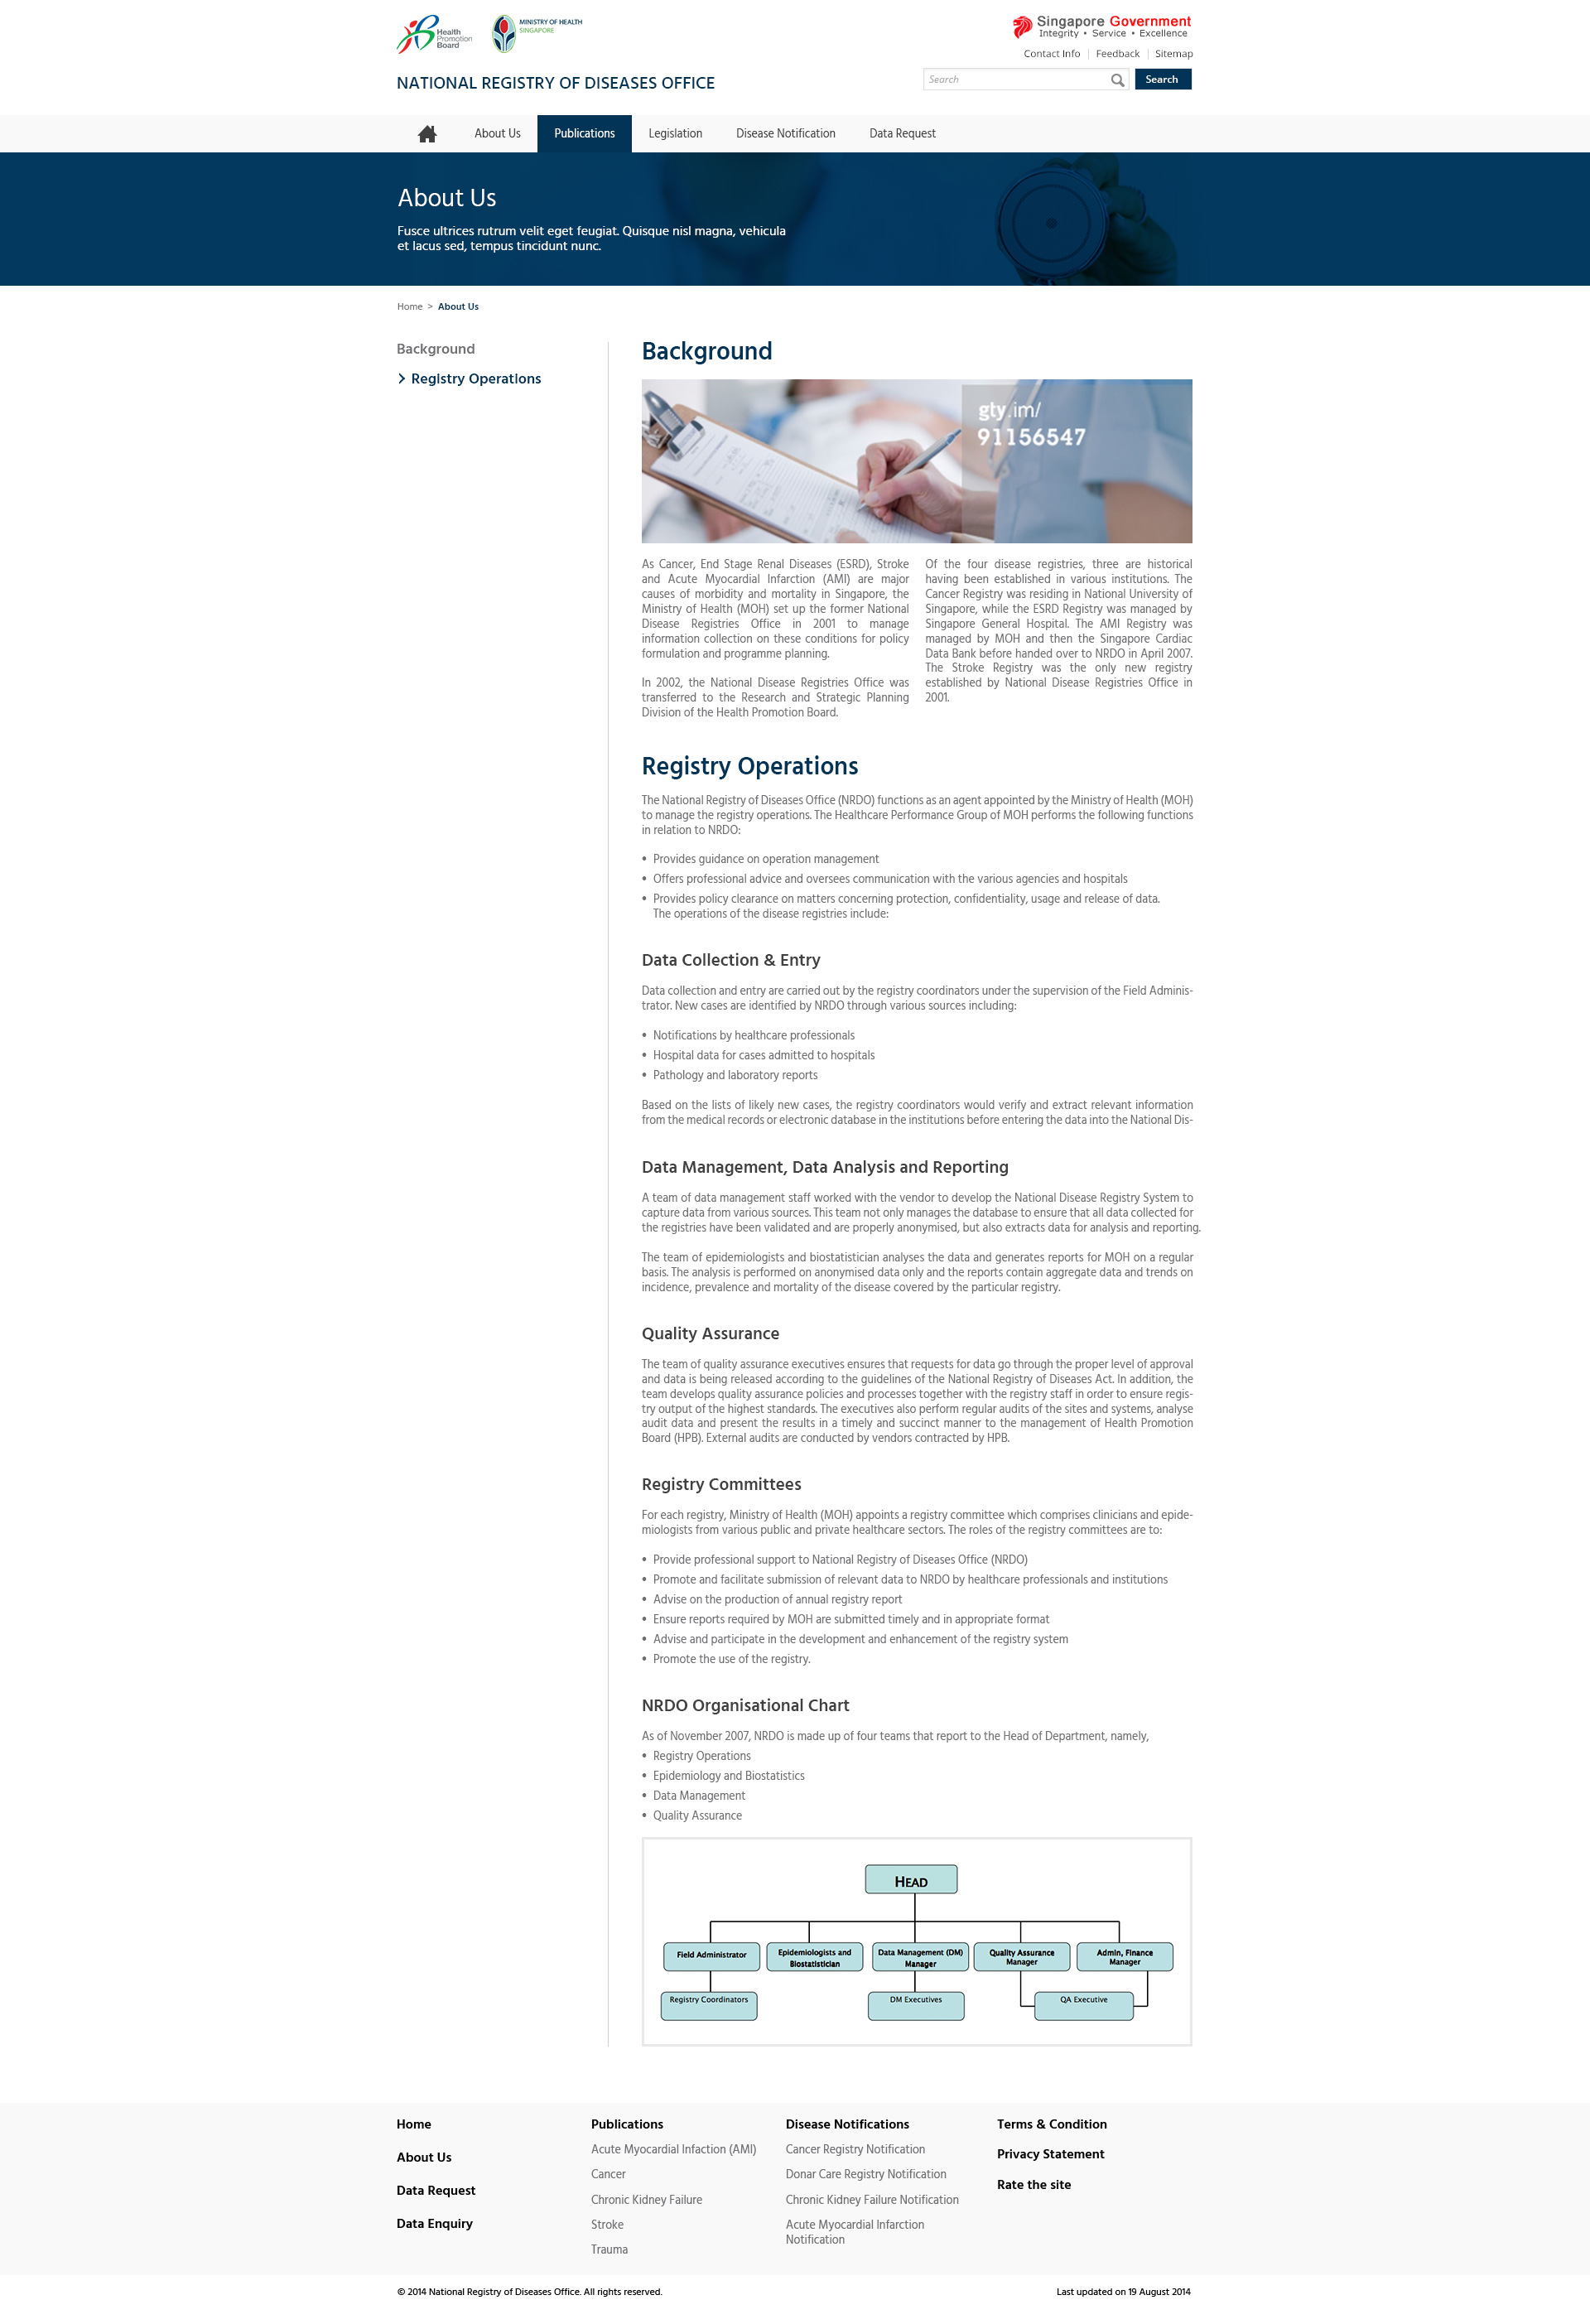 Health
Promotion
Board
MINISTRY OF HEALTH
SINGAPORE
Singapore Government
Integrity • Service • Excellence
Contact Info | Feedback | Sitemap
NATIONAL REGISTRY OF DISEASES OFFICE
Search
Search
About Us
Publications
Legislation
Disease Notification
Data Request
About Us
Fusce ultrices rutrum velit eget feugiat. Quisque nisl magna, vehicula
et lacus sed, tempus tincidunt nunc.
Home > About Us
Background
Registry Operations
Background
gty.im/
91156547
As Cancer, End Stage Renal Diseases (ESRD), Stroke
and Acute Myocardial Infarction (AMI) are major
causes of morbidity and mortality in Singapore, the
Ministry of Health (MOH) set up the former National
Disease Registries Office in 2001 to manage
information collection on these conditions for policy
formulation and programme planning.
In 2002, the National Disease Registries Office was
transferred to the Research and Strategic Planning
Division of the Health Promotion Board.
Of the four disease registries, three are historical
having been established in various institutions. The
Cancer Registry was residing in National University of
Singapore, while the ESRD Registry was managed by
Singapore General Hospital. The AMI Registry was
managed by MOH and then the Singapore Cardiac
Data Bank before handed over to NRDO in April 2007.
The Stroke Registry was the only new registry
established by National Disease Registries Office in
2001.
Registry Operations
The National Registry of Diseases Office (NRDO) functions as an agent appointed by the Ministry of Health (MOH)
to manage the registry operations. The Healthcare Performance Group of MOH performs the following functions
in relation to NRDO:
• Provides guidance on operation management
• Offers professional advice and oversees communication with the various agencies and hospitals
• Provides policy clearance on matters concerning protection, confidentiality, usage and release of data.
The operations of the disease registries include:
Data Collection & Entry
Data collection and entry are carried out by the registry coordinators under the supervision of the Field Adminis-
trator. New cases are identified by NRDO through various sources including:
• Notifications by healthcare professionals
• Hospital data for cases admitted to hospitals
• Pathology and laboratory reports
Based on the lists of likely new cases, the registry coordinators would verify and extract relevant information
from the medical records or electronic database in the institutions before entering the data into the National Dis-
Data Management, Data Analysis and Reporting
A team of data management staff worked with the vendor to develop the National Disease Registry System to
capture data from various sources. This team not only manages the database to ensure that all data collected for
the registries have been validated and are properly anonymised, but also extracts data for analysis and reporting.
The team of epidemiologists and biostatistician analyses the data and generates reports for MOH on a regular
basis. The analysis is performed on anonymised data only and the reports contain aggregate data and trends on
incidence, prevalence and mortality of the disease covered by the particular registry.
Quality Assurance
The team of quality assurance executives ensures that requests for data go through the proper level of approval
and data is being released according to the guidelines of the National Registry of Diseases Act. In addition, the
team develops quality assurance policies and processes together with the registry staff in order to ensure regis-
try output of the highest standards. The executives also perform regular audits of the sites and systems, analyse
audit data and present the results in a timely and succinct manner to the management of Health Promotion
Board (HPB). External audits are conducted by vendors contracted by HPB.
Registry Committees
For each registry, Ministry of Health (MOH) appoints a registry committee which comprises clinicians and epide-
miologists from various public and private healthcare sectors. The roles of the registry committees are to:
• Provide professional support to National Registry of Diseases Office (NRDO)
• Promote and facilitate submission of relevant data to NRDO by healthcare professionals and institutions
• Advise on the production of annual registry report
• Ensure reports required by MOH are submitted timely and in appropriate format
• Advise and participate in the development and enhancement of the registry system
• Promote the use of the registry.
NRDO Organisational Chart
As of November 2007, NRDO is made up of four teams that report to the Head of Department, namely,
• Registry Operations
• Epidemiology and Biostatistics
• Data Management
• Quality Assurance
HEAD
Field Administrator
Epidemiologists and
Biostatistician
Data Management (DM)
Manager
Quality Assurance
Manager
Admin, Finance
Manager
Registry Coordinators
DM Executives
QA Executive
Home
About Us
Data Request
Data Enquiry
Publications
Acute Myocardial Infaction (AMI)
Cancer
Chronic Kidney Failure
Stroke
Trauma
Disease Notifications
Cancer Registry Notification
Donar Care Registry Notification
Chronic Kidney Failure Notification
Acute Myocardial Infarction
Notification
Terms & Condition
Privacy Statement
Rate the site
© 2014 National Registry of Diseases Office. All rights reserved.
Last updated on 19 August 2014